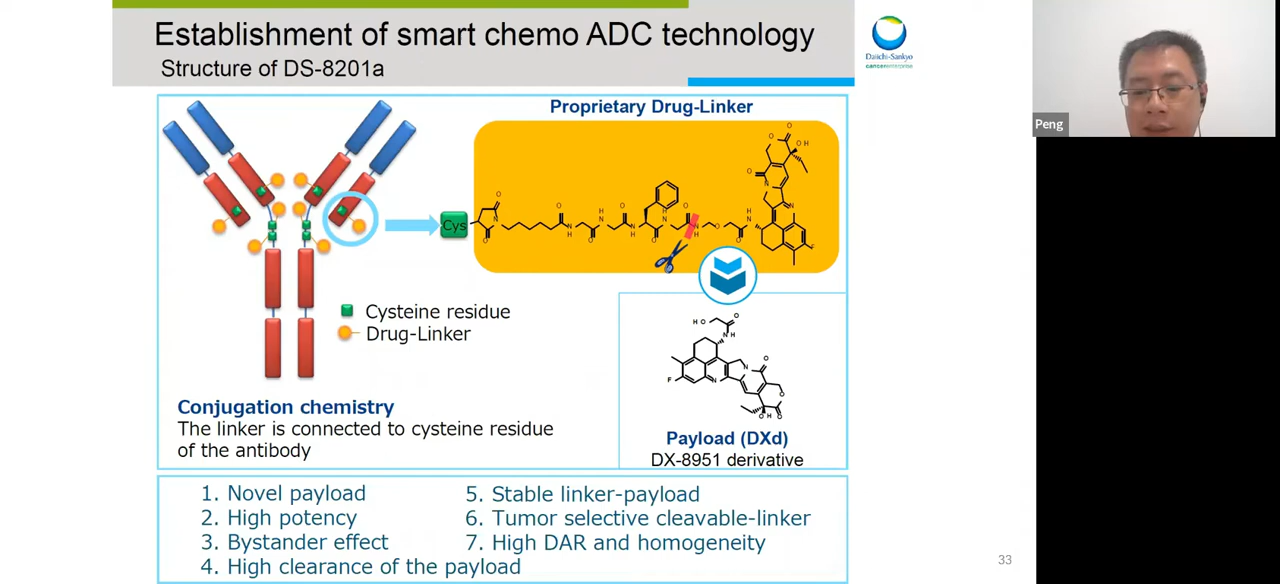 Establishment of smart chemo ADC technology
Structure of DS-8201a
Daiichi-Sankyo
cancerenterprise
Peng
Proprietary Drug-Linker
Cys
Cysteine residue
Drug-Linker
Conjugation chemistry
The linker is connected to cysteine residue
of the antibody
Payload (DXd)
DX-8951 derivative
1. Novel payload
2. High potency
3. Bystander effect
4. High clearance of the payload
5. Stable linker-payload
6. Tumor selective cleavable-linker
7. High DAR and homogeneity
33